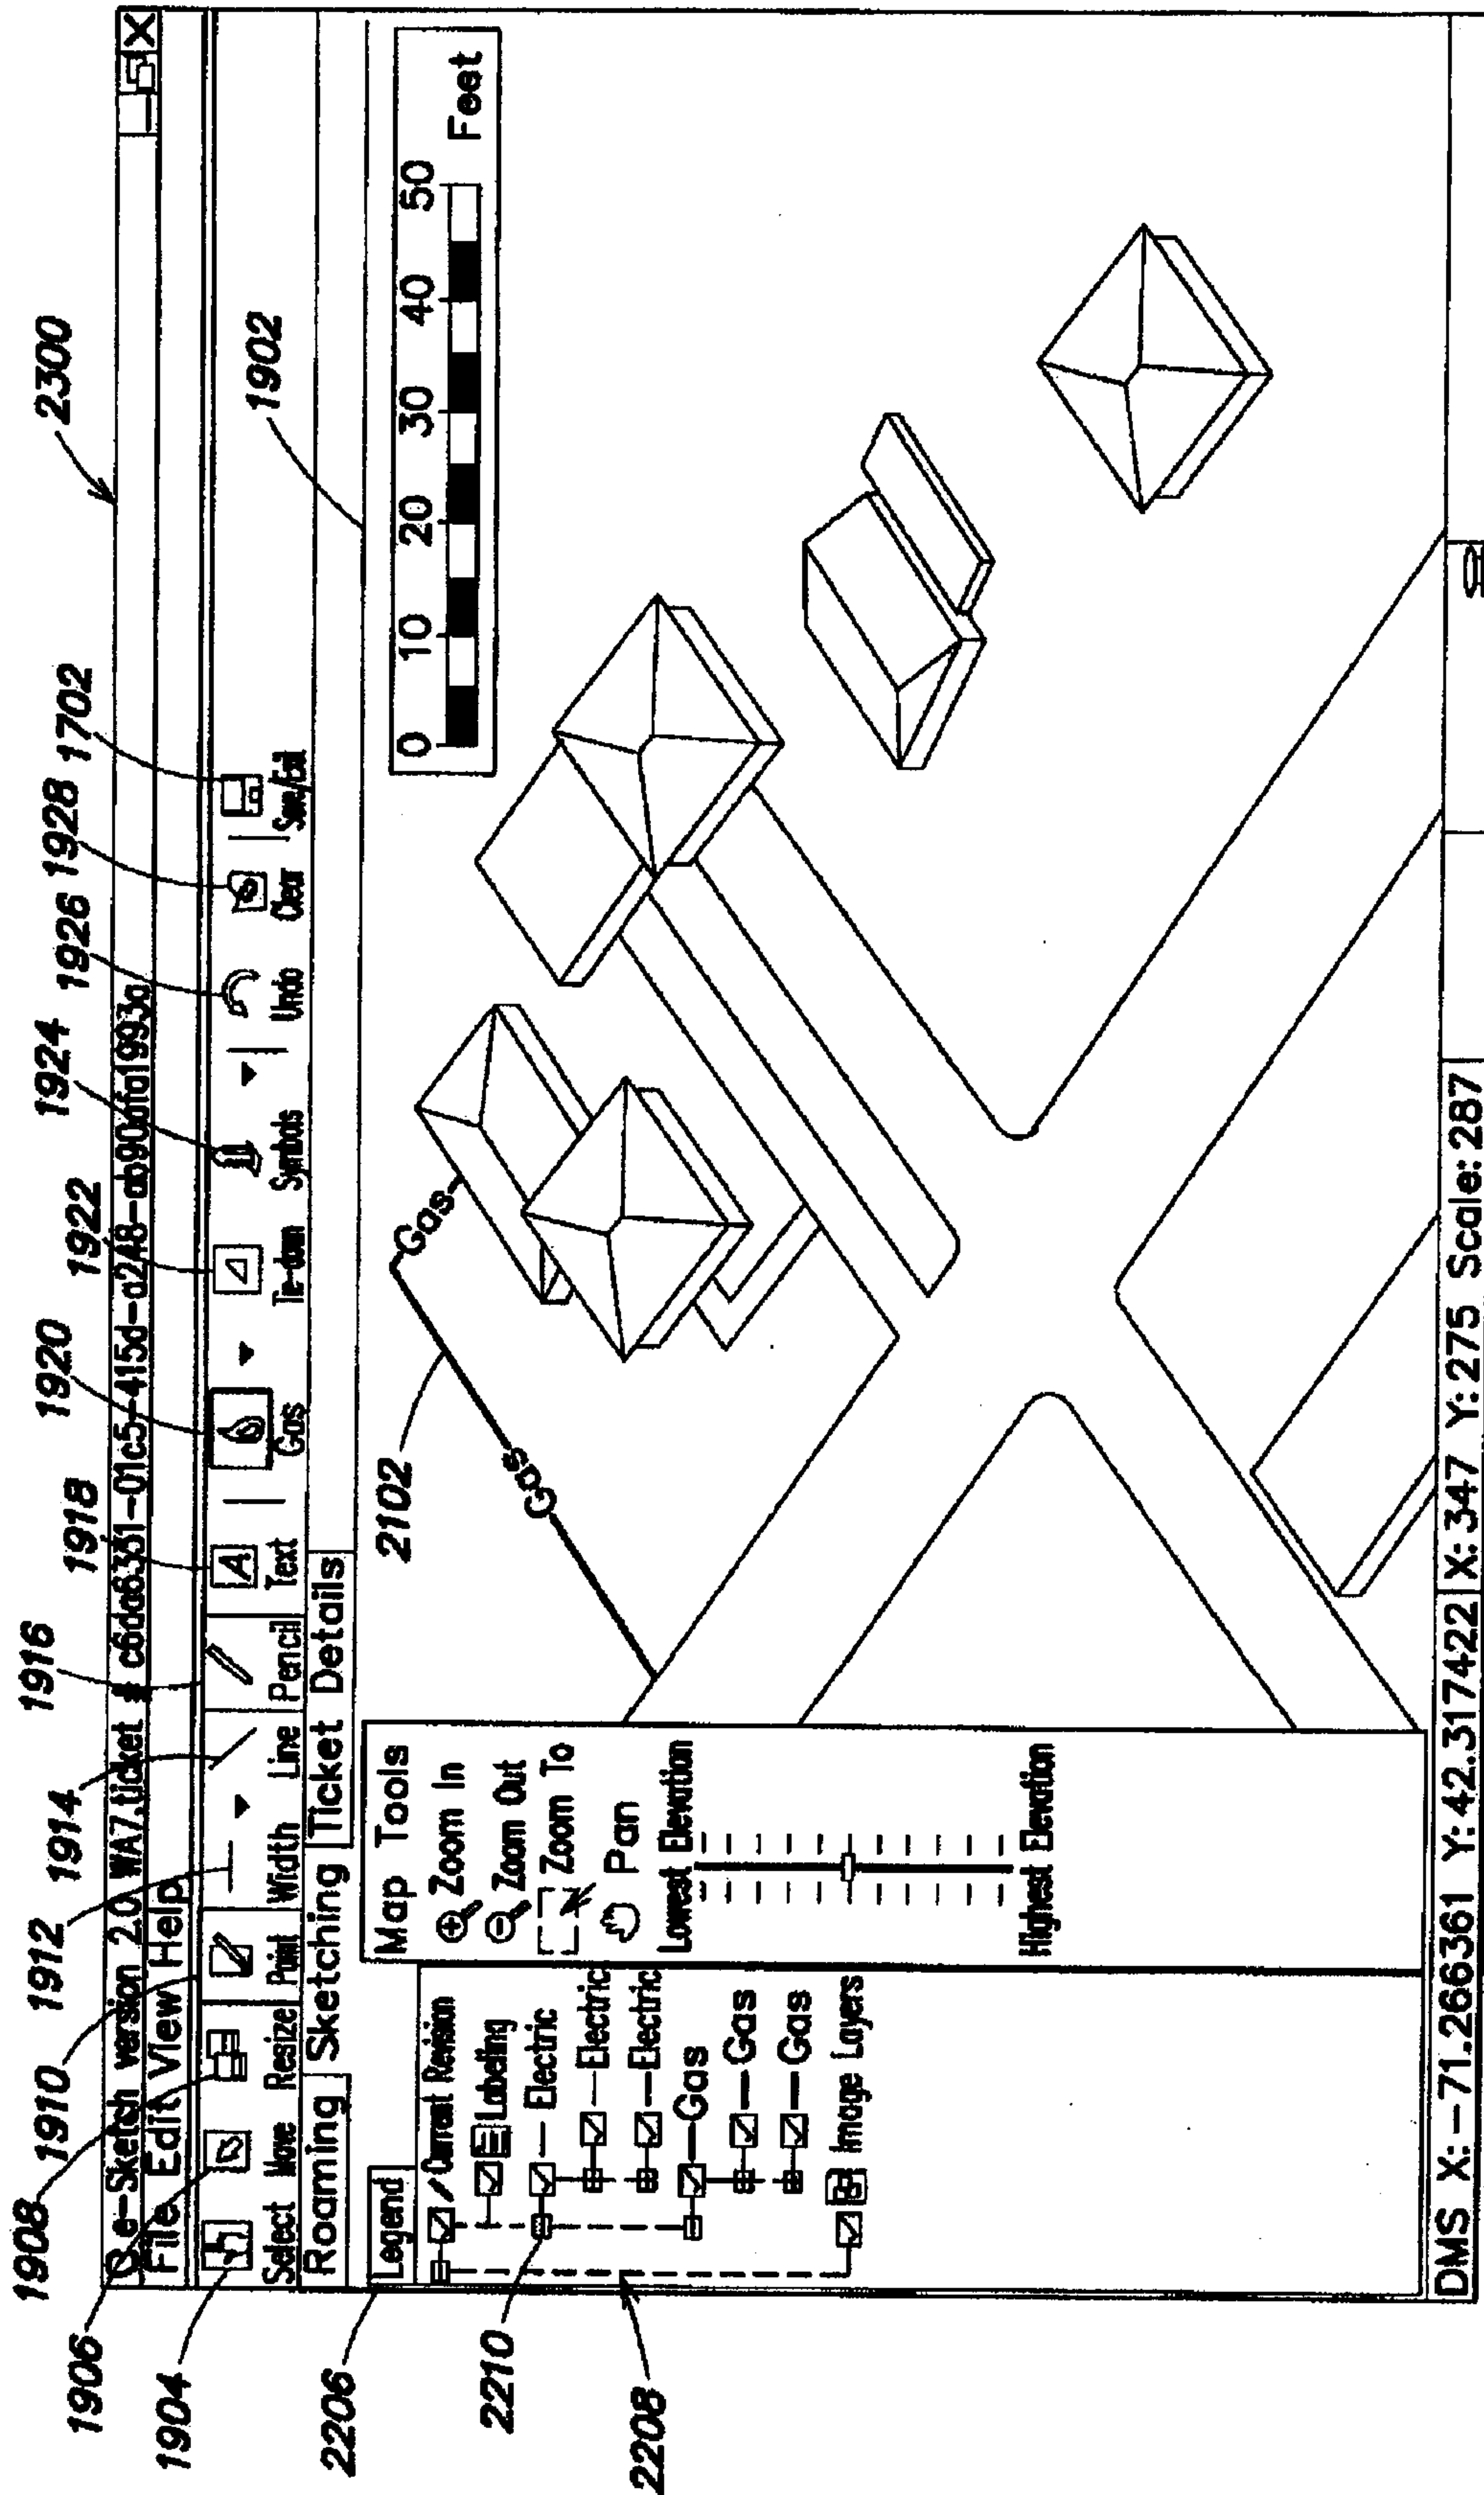 2300
1902
1908 1910 1912 1914 1916 1918 1920 1922 1924 1926 1928 1702
1906
1904
e-Sketch version 2.0 WA7.ticket # c6da6331-01c5-415d-a248-ab90afa1993a
File Edit View Help
Select Move Resize Point Width Line Pencil Text Gas Tie-down Symbols Undo Clear Save/Exit
Roaming Sketching Ticket Details
2206
2210
2208
Legend
Current Revision
Labeling
Electric
Electric
Electric
Gas
Gas
Gas
Image Layers
Map Tools
Zoom In
Zoom Out
Zoom To
Pan
Lowest Elevation
Highest Elevation
0 10 20 30 40 50 Feet
2102
Gas
Gas
DMS X:-71.266361 Y:42.317422 X:347 Y:275 Scale:287